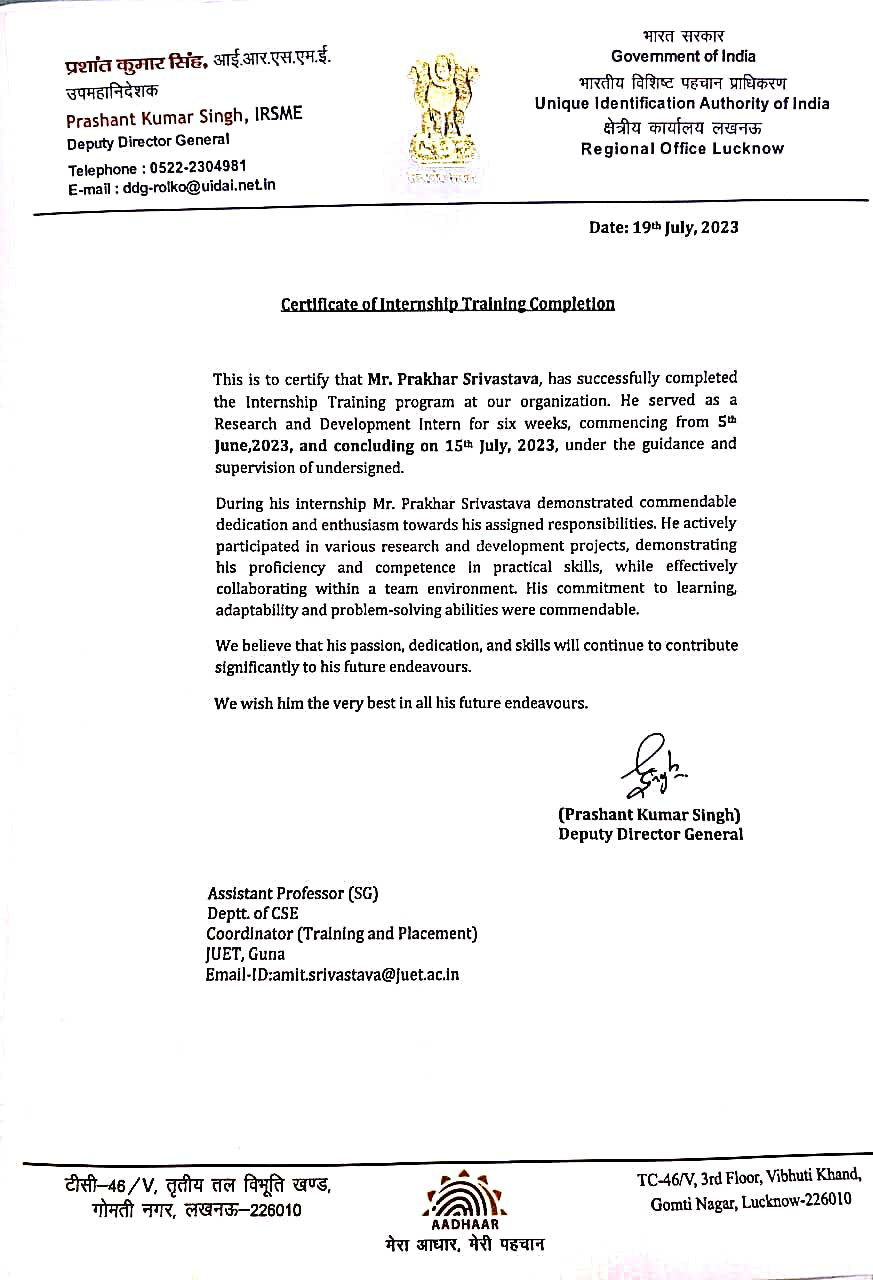 प्रशांत कुमार सिंह, आई.आर.एस.एम.ई.
उपमहानिदेशक
Prashant Kumar Singh, IRSME
Deputy Director General
Telephone : 0522-2304981
E-mail : ddg-rolko@uidai.net.in
भारत सरकार
Government of India
भारतीय विशिष्ट पहचान प्राधिकरण
Unique Identification Authority of India
क्षेत्रीय कार्यालय लखनऊ
Regional Office Lucknow
Date: 19th July, 2023
Certificate of Internship Training Completion
This is to certify that Mr. Prakhar Srivastava, has successfully completed
the Internship Training program at our organization. He served as a
Research and Development Intern for six weeks, commencing from 5th
June,2023, and concluding on 15th July, 2023, under the guidance and
supervision of undersigned.
During his internship Mr. Prakhar Srivastava demonstrated commendable
dedication and enthusiasm towards his assigned responsibilities. He actively
participated in various research and development projects, demonstrating
his proficiency and competence in practical skills, while effectively
collaborating within a team environment. His commitment to learning,
adaptability and problem-solving abilities were commendable.
We believe that his passion, dedication, and skills will continue to contribute
significantly to his future endeavours.
We wish him the very best in all his future endeavours.
Singh
(Prashant Kumar Singh)
Deputy Director General
Assistant Professor (SG)
Deptt. of CSE
Coordinator (Training and Placement)
JUET, Guna
Email-ID:amit.srivastava@juet.ac.in
टीसी–46/V, तृतीय तल विभूति खण्ड,
गोमती नगर, लखनऊ–226010
AADHAAR
मेरा आधार, मेरी पहचान
TC-46/V, 3rd Floor, Vibhuti Khand,
Gomti Nagar, Lucknow-226010